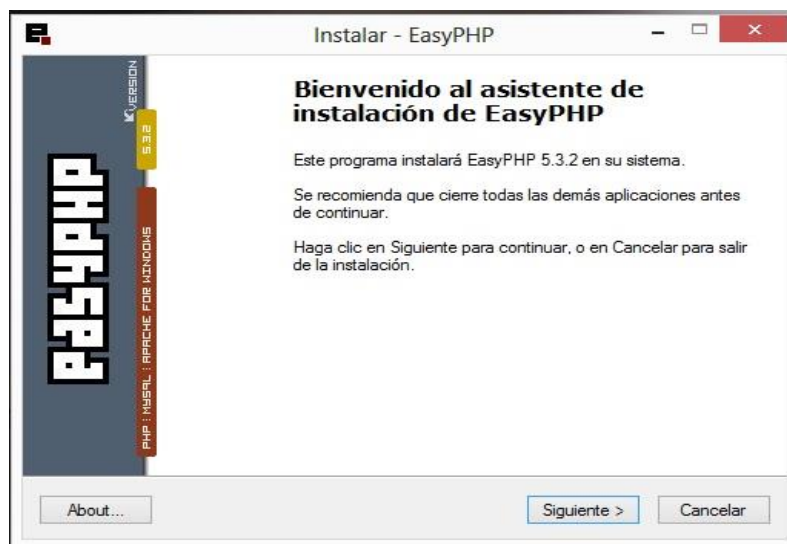 Instalar - EasyPHP
VERSION
5.3.2
easyPHP
PHP : MYSQL : APACHE FOR WINDOWS
Bienvenido al asistente de
instalación de EasyPHP
Este programa instalará EasyPHP 5.3.2 en su sistema.
Se recomienda que cierre todas las demás aplicaciones antes
de continuar.
Haga clic en Siguiente para continuar, o en Cancelar para salir
de la instalación.
About...
Siguiente >
Cancelar